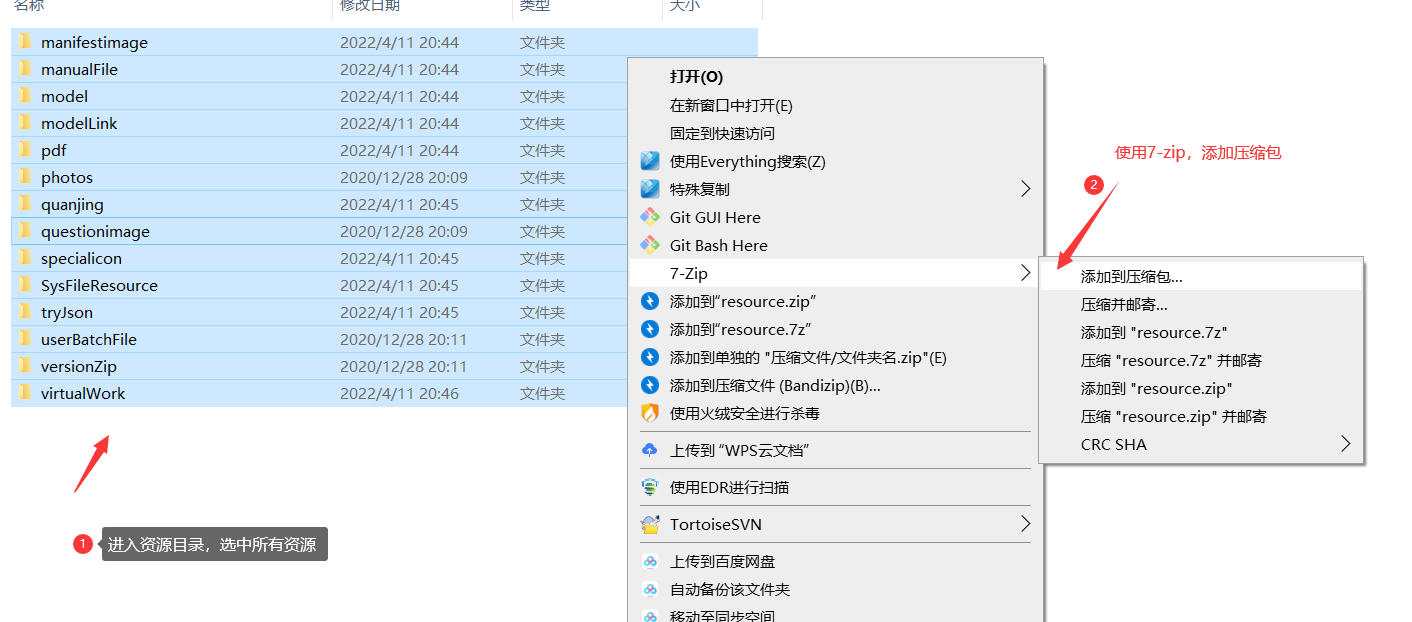 名称 修改日期 类型 大小
manifestimage 2022/4/11 20:44 文件夹
manualFile 2022/4/11 20:44 文件夹
model 2022/4/11 20:44 文件夹
modelLink 2022/4/11 20:44 文件夹
pdf 2022/4/11 20:44 文件夹
photos 2020/12/28 20:09 文件夹
quanjing 2022/4/11 20:45 文件夹
questionimage 2020/12/28 20:09 文件夹
specialicon 2022/4/11 20:45 文件夹
SysFileResource 2022/4/11 20:45 文件夹
tryJson 2022/4/11 20:45 文件夹
userBatchFile 2020/12/28 20:11 文件夹
versionZip 2020/12/28 20:11 文件夹
virtualWork 2022/4/11 20:46 文件夹
1 进入资源目录，选中所有资源
打开(O)
在新窗口中打开(E)
固定到快速访问
使用Everything搜索(Z)
特殊复制
Git GUI Here
Git Bash Here
7-Zip
添加到“resource.zip”
添加到“resource.7z”
添加到单独的 "压缩文件/文件夹名.zip"(E)
添加到压缩文件 (Bandizip)(B)...
使用火绒安全进行杀毒
上传到 “WPS云文档”
使用EDR进行扫描
TortoiseSVN
上传到百度网盘
自动备份该文件夹
移动至同步空间
使用7-zip，添加压缩包
2
添加到压缩包...
压缩并邮寄...
添加到 "resource.7z"
压缩 "resource.7z" 并邮寄
添加到 "resource.zip"
压缩 "resource.zip" 并邮寄
CRC SHA